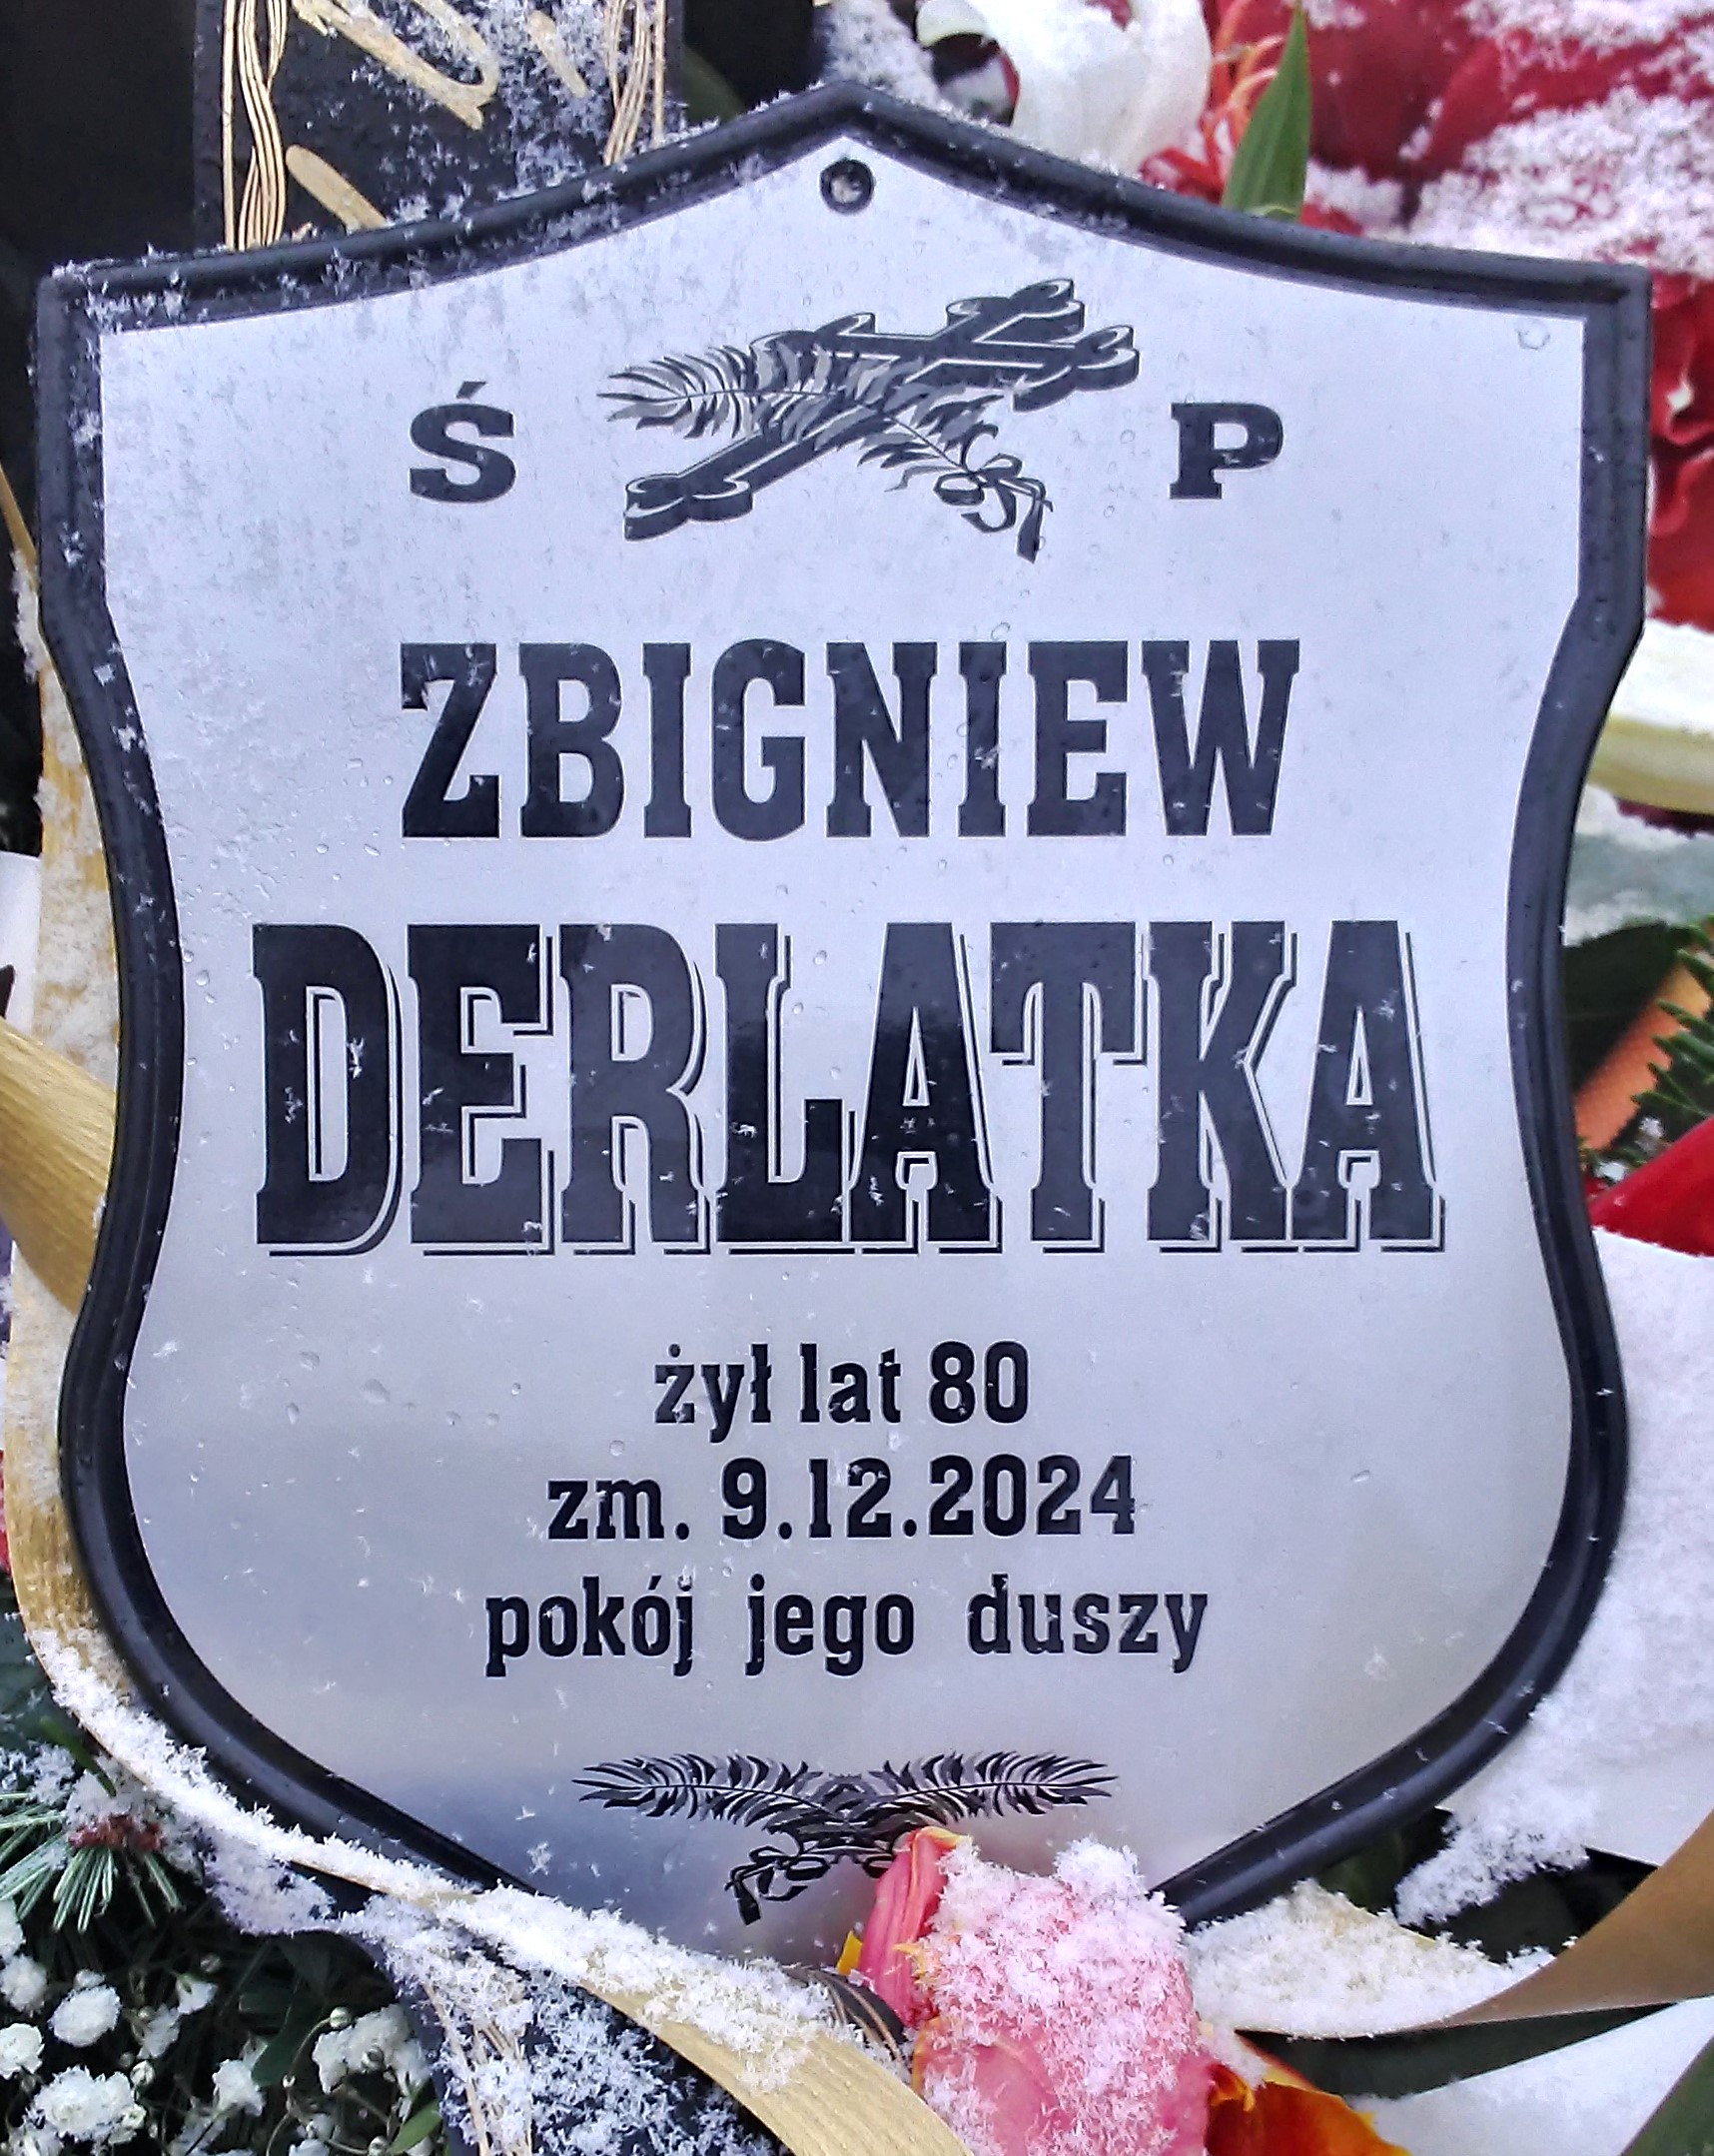 Ś P
ZBIGNIEW
DERLATKA
żył lat 80
zm. 9.12.2024
pokój jego duszy